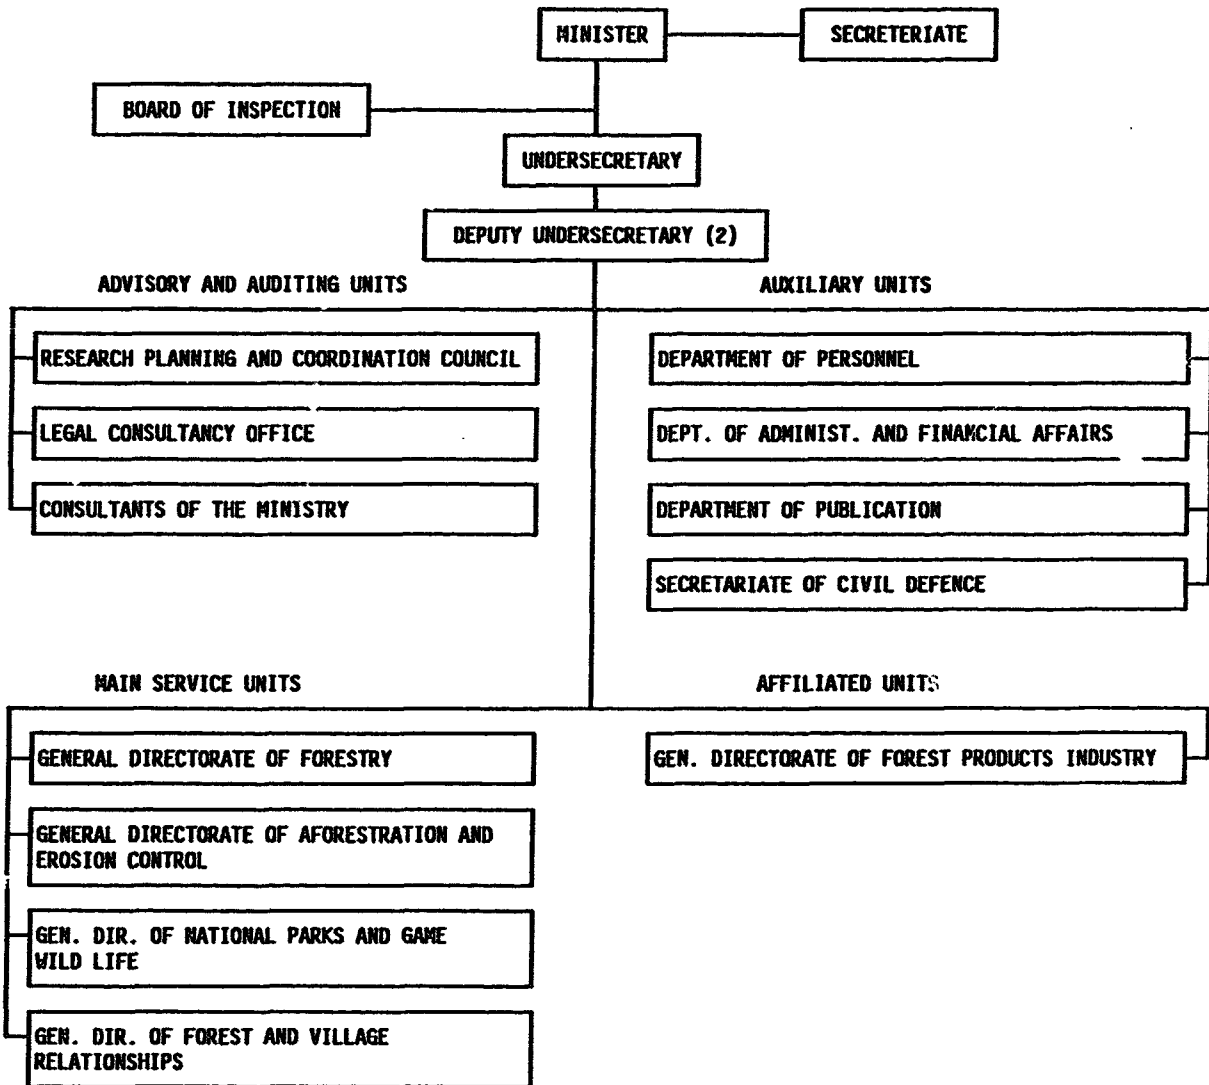 MINISTER
SECRETERIATE
BOARD OF INSPECTION
UNDERSECRETARY
DEPUTY UNDERSECRETARY (2)
ADVISORY AND AUDITING UNITS
RESEARCH PLANNING AND COORDINATION COUNCIL
LEGAL CONSULTANCY OFFICE
CONSULTANTS OF THE MINISTRY
AUXILIARY UNITS
DEPARTMENT OF PERSONNEL
DEPT. OF ADMINIST. AND FINANCIAL AFFAIRS
DEPARTMENT OF PUBLICATION
SECRETARIATE OF CIVIL DEFENCE
MAIN SERVICE UNITS
GENERAL DIRECTORATE OF FORESTRY
GENERAL DIRECTORATE OF AFORESTRATION AND
EROSION CONTROL
GEN. DIR. OF NATIONAL PARKS AND GAME
WILD LIFE
GEN. DIR. OF FOREST AND VILLAGE
RELATIONSHIPS
AFFILIATED UNITS
GEN. DIRECTORATE OF FOREST PRODUCTS INDUSTRY